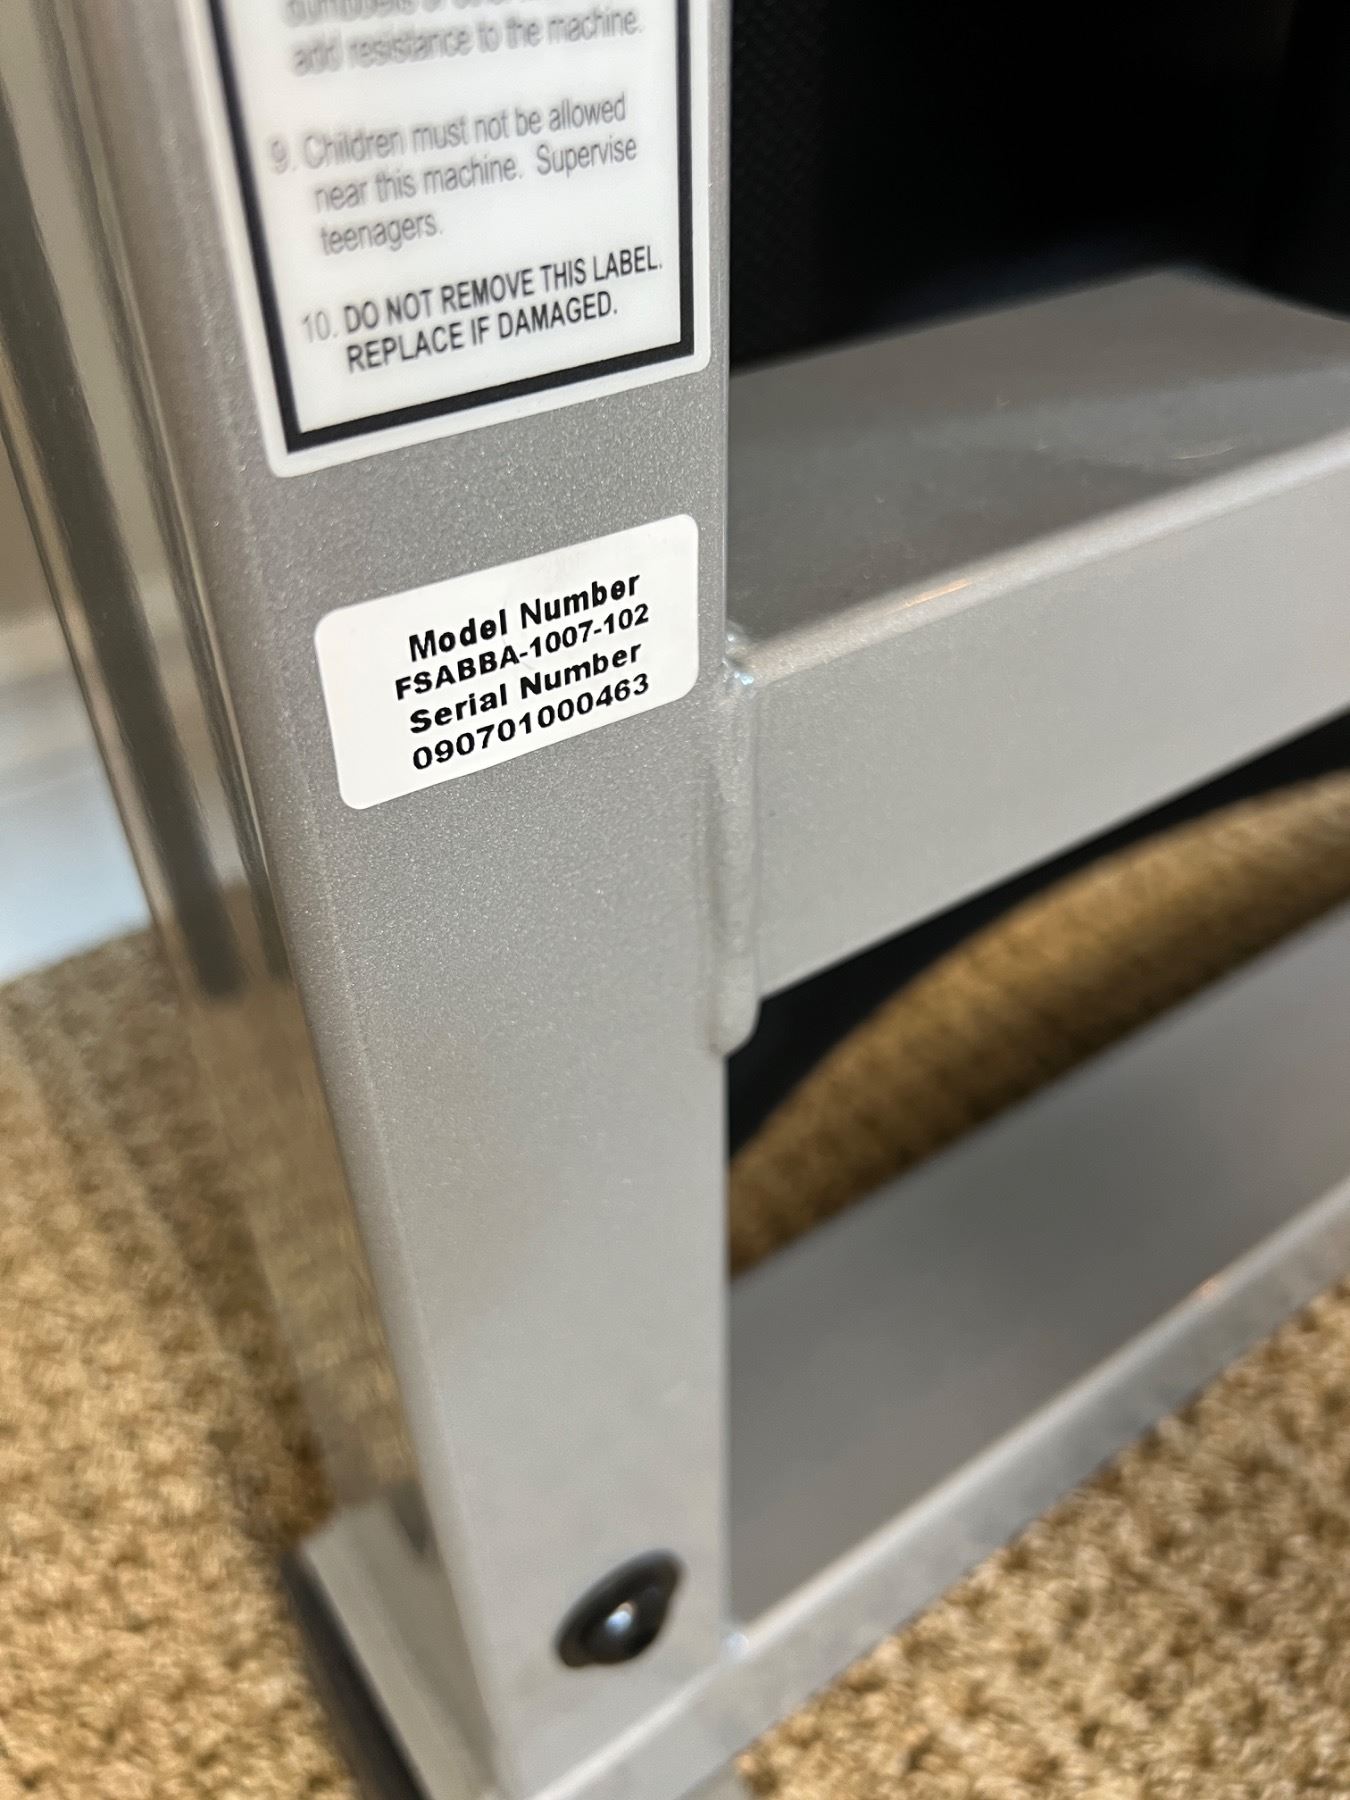 add resistance to the machine.
9. Children must not be allowed
near this machine. Supervise
teenagers.
10. DO NOT REMOVE THIS LABEL.
REPLACE IF DAMAGED.
Model Number
FSABBA-1007-102
Serial Number
090701000463